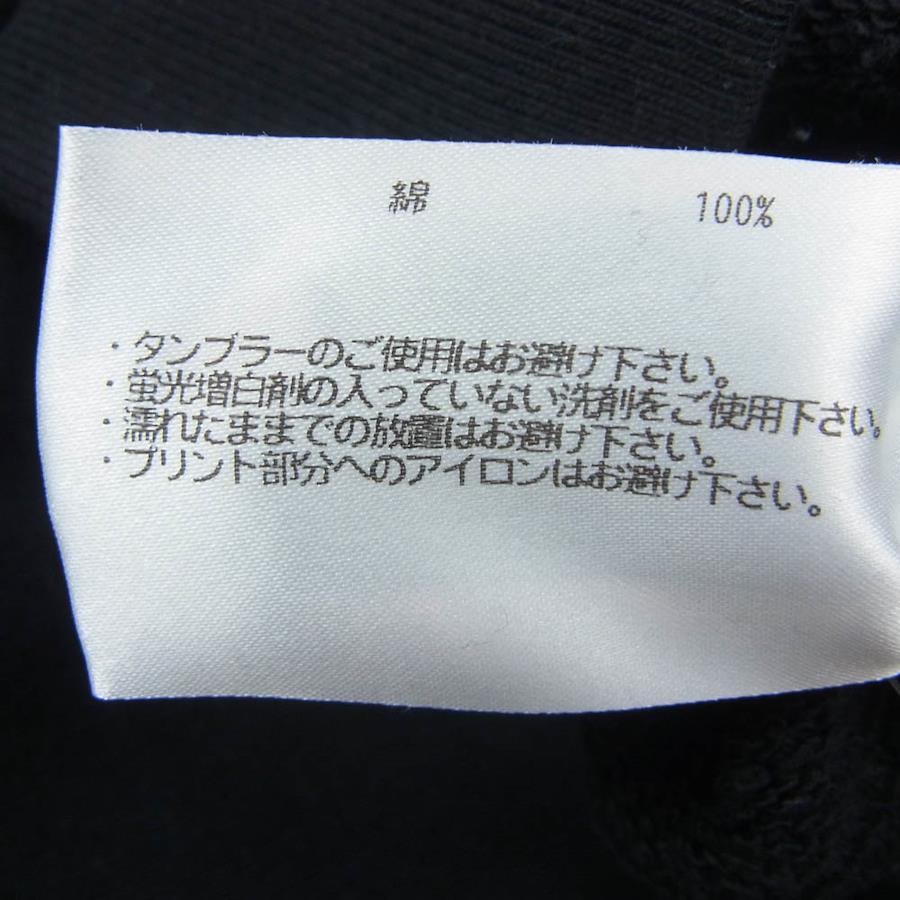 綿 100%
・タンブラーのご使用はお避け下さい。
・蛍光増白剤の入っていない洗剤をご使用下さい。
・濡れたままでの放置はお避け下さい。
・プリント部分へのアイロンはお避け下さい。